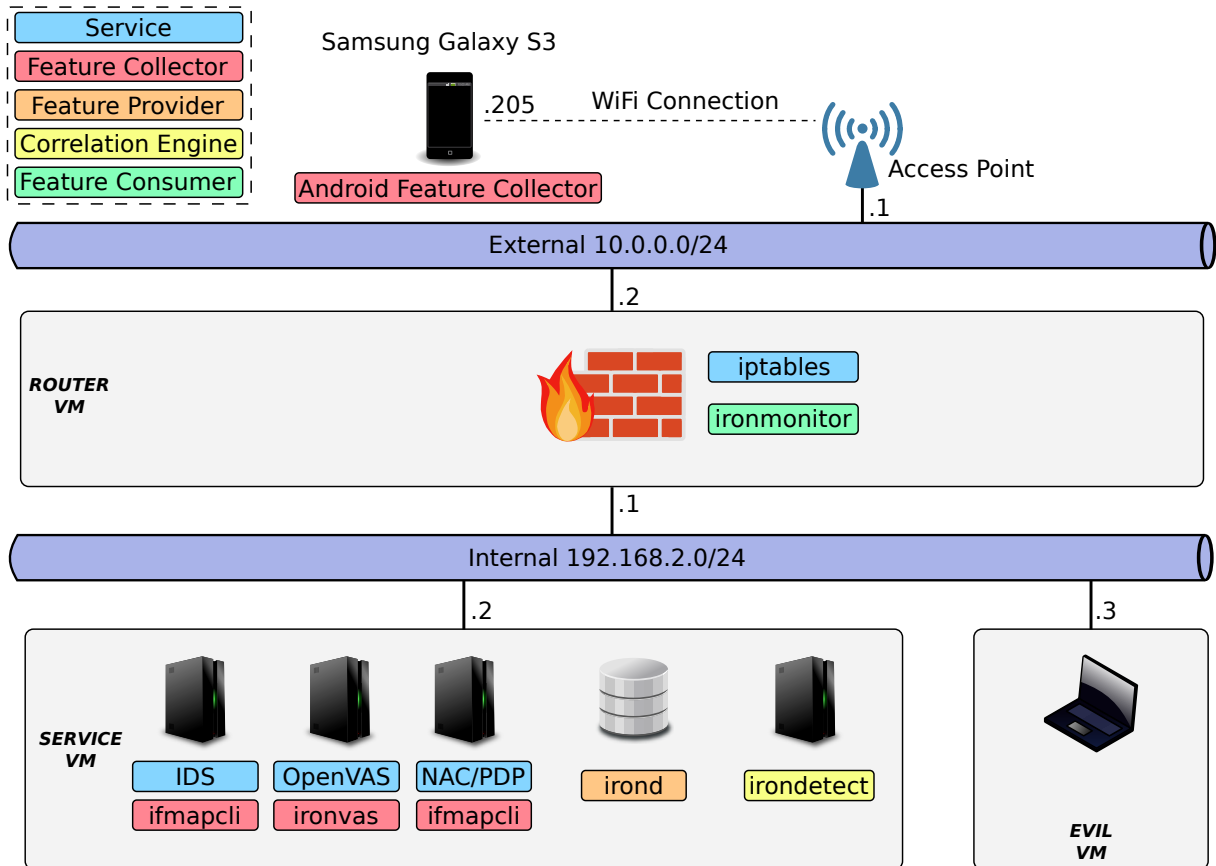 Service
Feature Collector
Feature Provider
Correlation Engine
Feature Consumer
Samsung Galaxy S3
.205
WiFi Connection
Android Feature Collector
Access Point
.1
External 10.0.0.0/24
.2
ROUTER
VM
iptables
ironmonitor
.1
Internal 192.168.2.0/24
.2
.3
SERVICE
VM
IDS
ifmapcli
OpenVAS
ironvas
NAC/PDP
ifmapcli
irond
irondetect
EVIL
VM